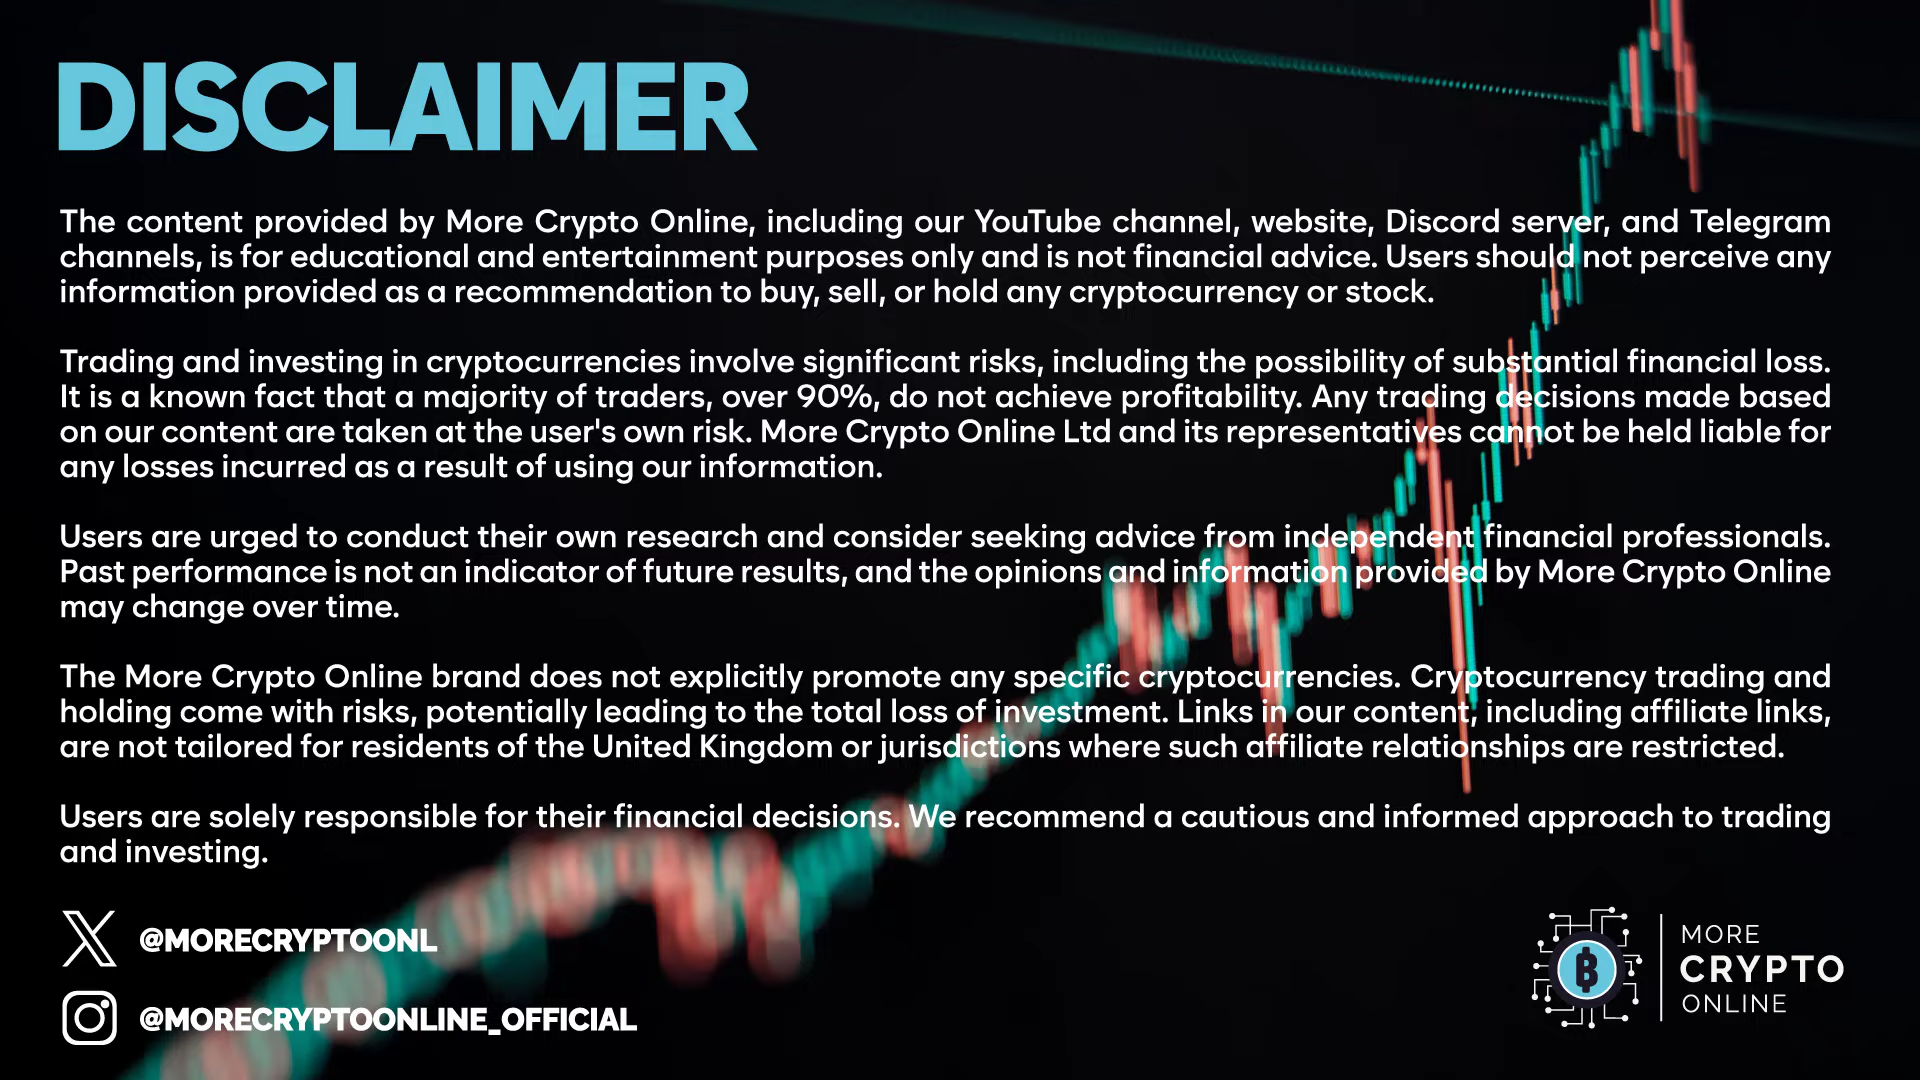 DISCLAIMER
The content provided by More Crypto Online, including our YouTube channel, website, Discord server, and Telegram
channels, is for educational and entertainment purposes only and is not financial advice. Users should not perceive any
information provided as a recommendation to buy, sell, or hold any cryptocurrency or stock.
Trading and investing in cryptocurrencies involve significant risks, including the possibility of substantial financial loss.
It is a known fact that a majority of traders, over 90%, do not achieve profitability. Any trading decisions made based
on our content are taken at the user's own risk. More Crypto Online Ltd and its representatives cannot be held liable for
any losses incurred as a result of using our information.
Users are urged to conduct their own research and consider seeking advice from independent financial professionals.
Past performance is not an indicator of future results, and the opinions and information provided by More Crypto Online
may change over time.
The More Crypto Online brand does not explicitly promote any specific cryptocurrencies. Cryptocurrency trading and
holding come with risks, potentially leading to the total loss of investment. Links in our content, including affiliate links,
are not tailored for residents of the United Kingdom or jurisdictions where such affiliate relationships are restricted.
Users are solely responsible for their financial decisions. We recommend a cautious and informed approach to trading
and investing.
@MORECRYPTOONL
@MORECRYPTOONLINE_OFFICIAL
MORE
CRYPTO
ONLINE